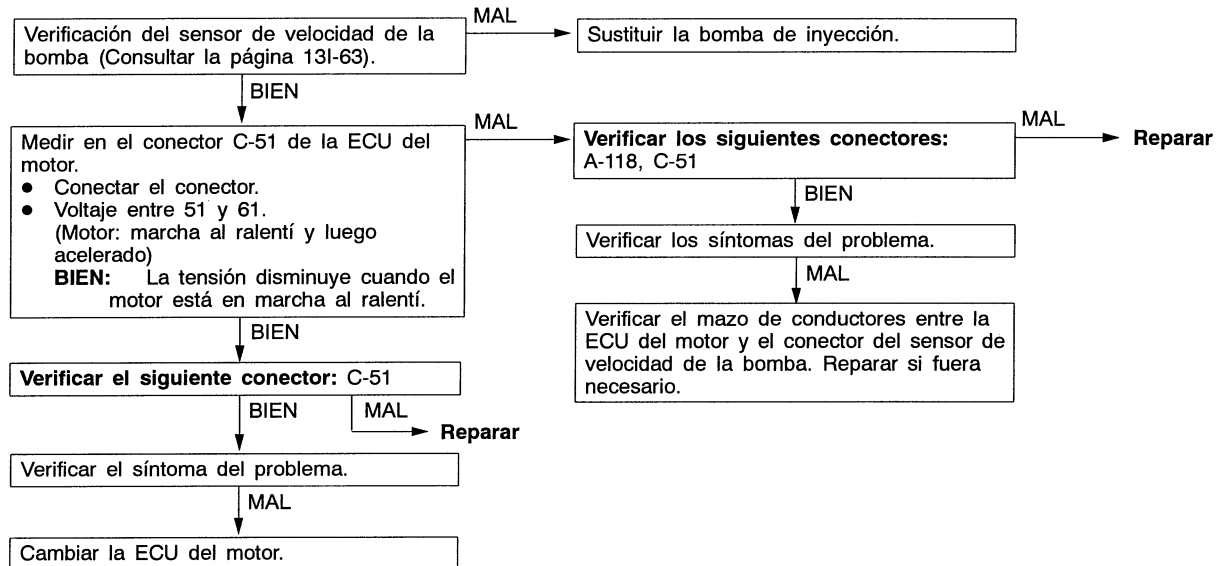 Verificación del sensor de velocidad de la
bomba (Consultar la página 13I-63).
MAL
Sustituir la bomba de inyección.
BIEN
Medir en el conector C-51 de la ECU del
motor.
● Conectar el conector.
● Voltaje entre 51 y 61.
(Motor: marcha al ralentí y luego
acelerado)
BIEN: La tensión disminuye cuando el
motor está en marcha al ralentí.
MAL
Verificar los siguientes conectores:
A-118, C-51
MAL
Reparar
BIEN
Verificar los síntomas del problema.
MAL
Verificar el mazo de conductores entre la
ECU del motor y el conector del sensor de
velocidad de la bomba. Reparar si fuera
necesario.
BIEN
Verificar el siguiente conector: C-51
BIEN
MAL
Reparar
Verificar el síntoma del problema.
MAL
Cambiar la ECU del motor.